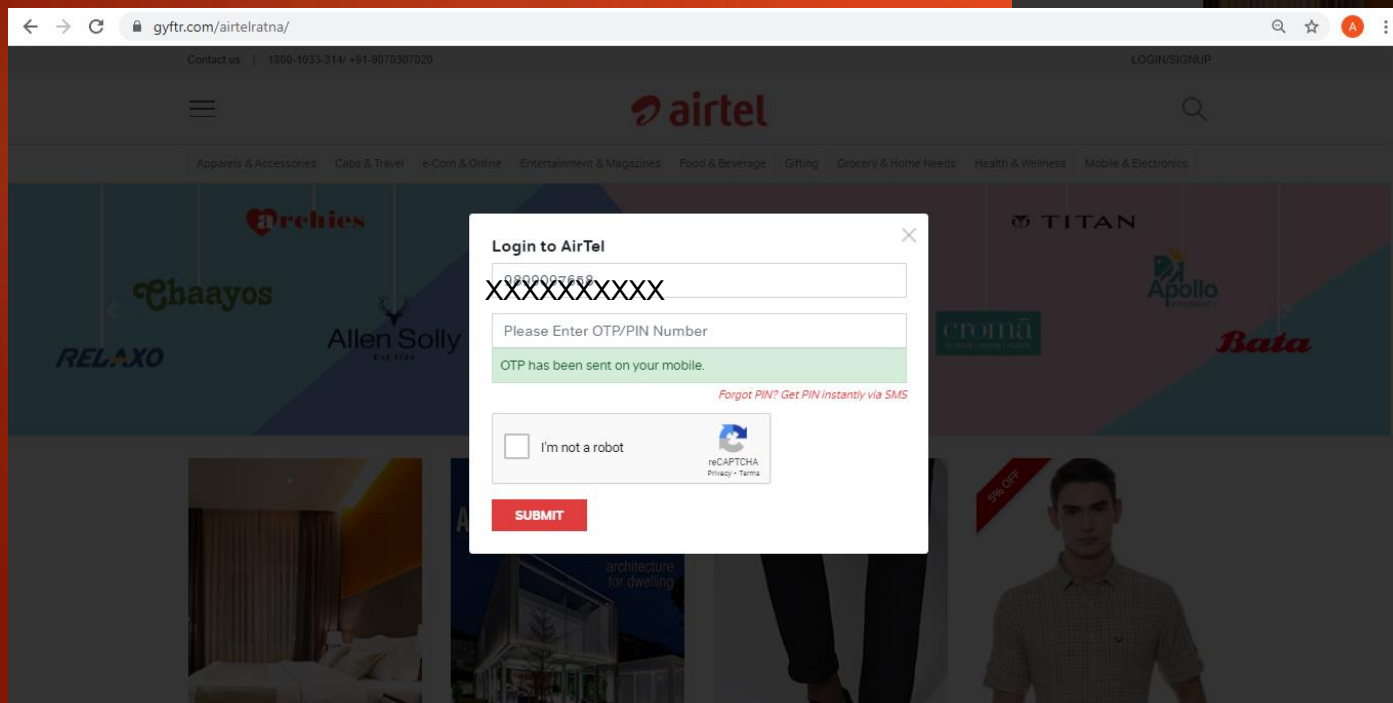 gyftr.com/airtelratna/
A
Contact us | 1800-1033-314/ +91-9070307020
LOGIN/SIGNUP
airtel
Apparels & Accessories Cabs & Travel e-Com & Online Entertainment & Magazines Food & Beverage Gifting Grocery & Home Needs Health & Wellness Mobile & Electronics
archies
TITAN
Chaayos
Apollo
PHARMACY
Allen Solly
cromā
RELAXO
Bata
Login to AirTel
XXXXXXXXXX
Please Enter OTP/PIN Number
OTP has been sent on your mobile.
Forgot PIN? Get PIN instantly via SMS
I'm not a robot
reCAPTCHA
Privacy - Terms
SUBMIT
5% OFF
A
architecture
for dwelling